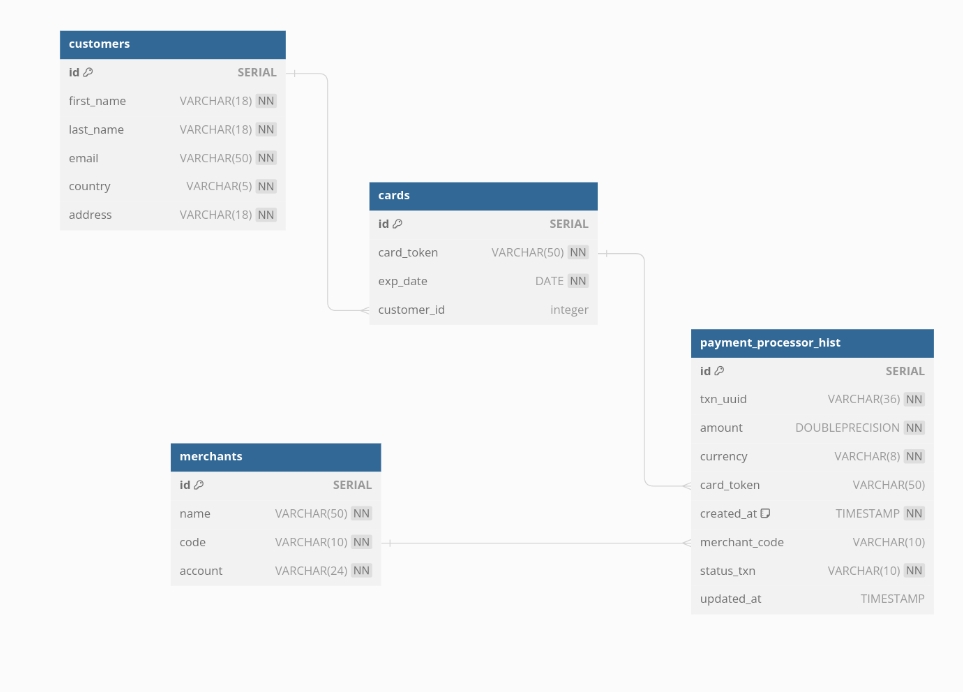 customers
id SERIAL
first_name VARCHAR(18) NN
last_name VARCHAR(18) NN
email VARCHAR(50) NN
country VARCHAR(5) NN
address VARCHAR(18) NN
cards
id SERIAL
card_token VARCHAR(50) NN
exp_date DATE NN
customer_id integer
payment_processor_hist
id SERIAL
txn_uuid VARCHAR(36) NN
amount DOUBLEPRECISION NN
currency VARCHAR(8) NN
card_token VARCHAR(50)
created_at TIMESTAMP NN
merchant_code VARCHAR(10)
status_txn VARCHAR(10) NN
updated_at TIMESTAMP
merchants
id SERIAL
name VARCHAR(50) NN
code VARCHAR(10) NN
account VARCHAR(24) NN